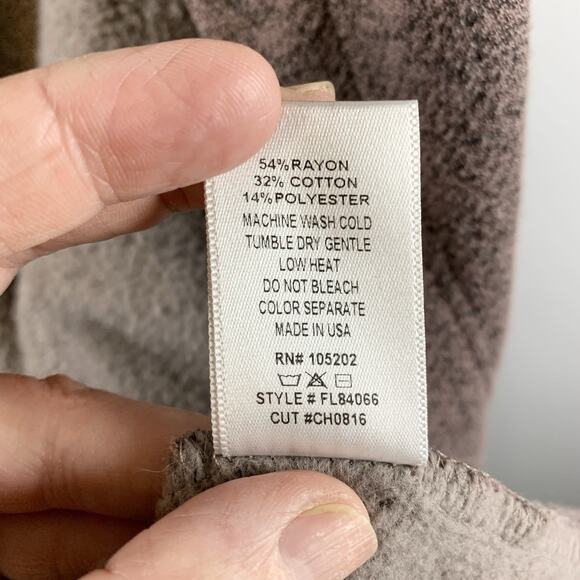 54%RAYON
32% COTTON
14%POLYESTER
MACHINE WASH COLD
TUMBLE DRY GENTLE
LOW HEAT
DO NOT BLEACH
COLOR SEPARATE
MADE IN USA
RN# 105202
STYLE # FL84066
CUT #CH0816